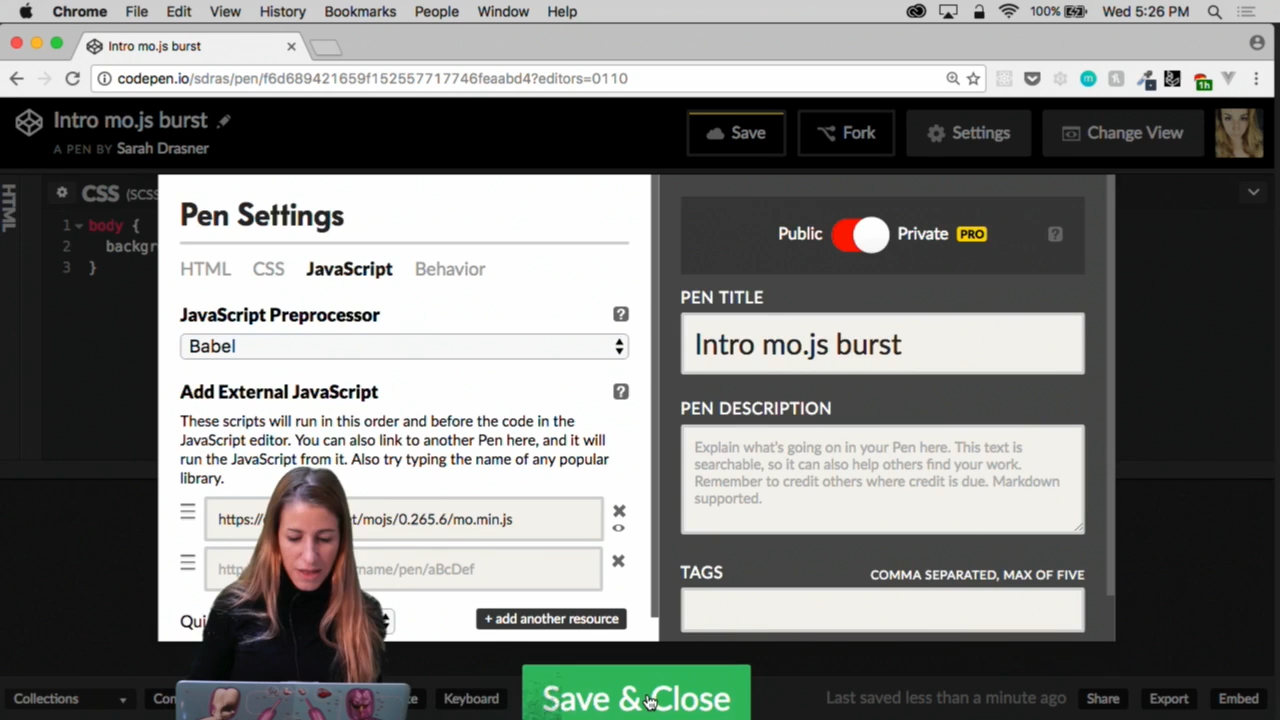 Chrome File Edit View History Bookmarks People Window Help 100% Wed 5:26 PM
Intro mo.js burst
codepen.io/sdras/pen/f6d689421659f152557717746feaabd4?editors=0110
1h
Intro mo.js burst
A PEN BY Sarah Drasner
Save Fork Settings Change View
HTML
CSS (SCSS
1 body {
2 backgr
3 }
Pen Settings
HTML CSS JavaScript Behavior
JavaScript Preprocessor ?
Babel
Add External JavaScript ?
These scripts will run in this order and before the code in the
JavaScript editor. You can also link to another Pen here, and it will
run the JavaScript from it. Also try typing the name of any popular
library.
https:// t/mojs/0.265.6/mo.min.js
http name/pen/aBcDef
Qui + add another resource
Public Private PRO ?
PEN TITLE
Intro mo.js burst
PEN DESCRIPTION
Explain what's going on in your Pen here. This text is
searchable, so it can also help others find your work.
Remember to credit others where credit is due. Markdown
supported.
TAGS COMMA SEPARATED, MAX OF FIVE
Collections Keyboard Save & Close Last saved less than a minute ago Share Export Embed